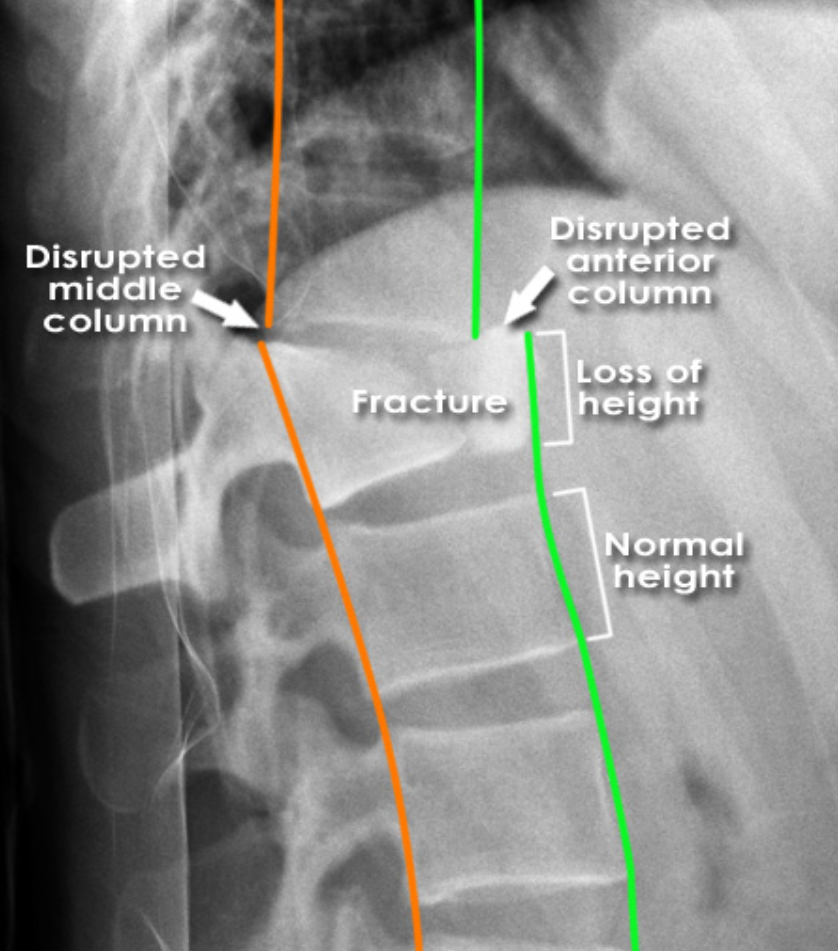 Disrupted
middle
column
Disrupted
anterior
column
Fracture
Loss of
height
Normal
height